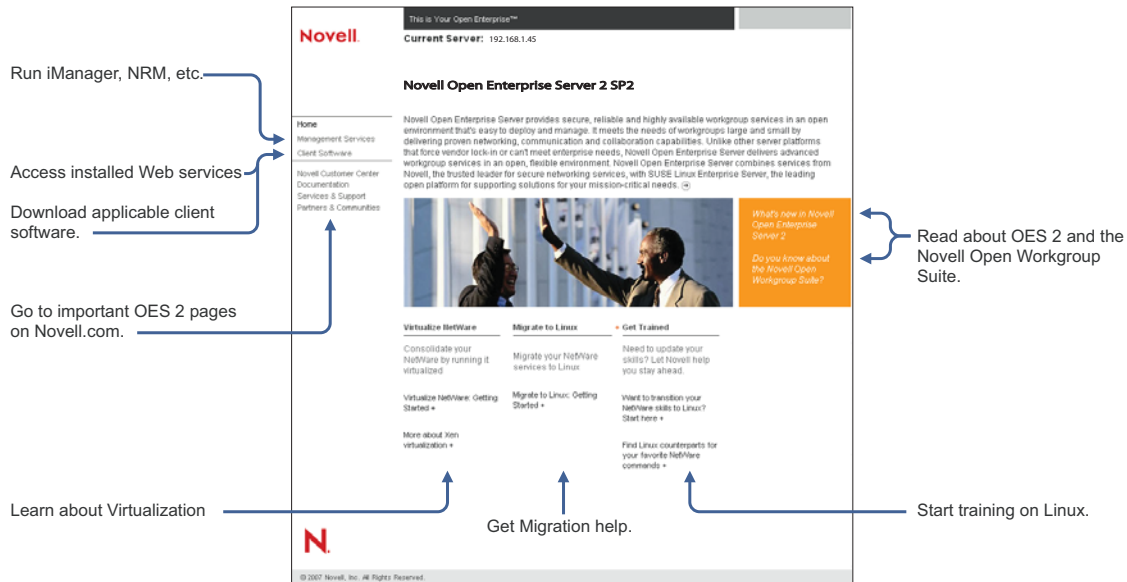 This is Your Open Enterprise™
Novell.
Current Server: 192.168.1.45
Run iManager, NRM, etc.
Novell Open Enterprise Server 2 SP2
Home
Management Services
Client Software
Novell Customer Center
Documentation
Services & Support
Partners & Communities
Novell Open Enterprise Server provides secure, reliable and highly available workgroup services in an open
environment that's easy to deploy and manage. It meets the needs of workgroups large and small by
delivering proven networking, communication and collaboration capabilities. Unlike other server platforms
that force vendor lock-in or can't meet enterprise needs, Novell Open Enterprise Server delivers advanced
workgroup services in an open, flexible environment. Novell Open Enterprise Server combines services from
Novell, the trusted leader for secure networking services, with SUSE Linux Enterprise Server, the leading
open platform for supporting solutions for your mission-critical needs.
Access installed Web services
Download applicable client
software.
Go to important OES 2 pages
on Novell.com.
What's new in Novell
Open Enterprise
Server 2
Do you know about
the Novell Open
Workgroup Suite?
Read about OES 2 and the
Novell Open Workgroup
Suite.
Virtualize NetWare
Consolidate your
NetWare by running it
virtualized
Virtualize NetWare: Getting
Started +
More about Xen
virtualization +
Migrate to Linux
Migrate your NetWare
services to Linux
Migrate to Linux: Getting
Started +
Get Trained
Need to update your
skills? Let Novell help
you stay ahead.
Want to transition your
NetWare skills to Linux?
Start here +
Find Linux counterparts for
your favorite NetWare
commands +
Learn about Virtualization
Get Migration help.
Start training on Linux.
N.
© 2007 Novell, Inc. All Rights Reserved.